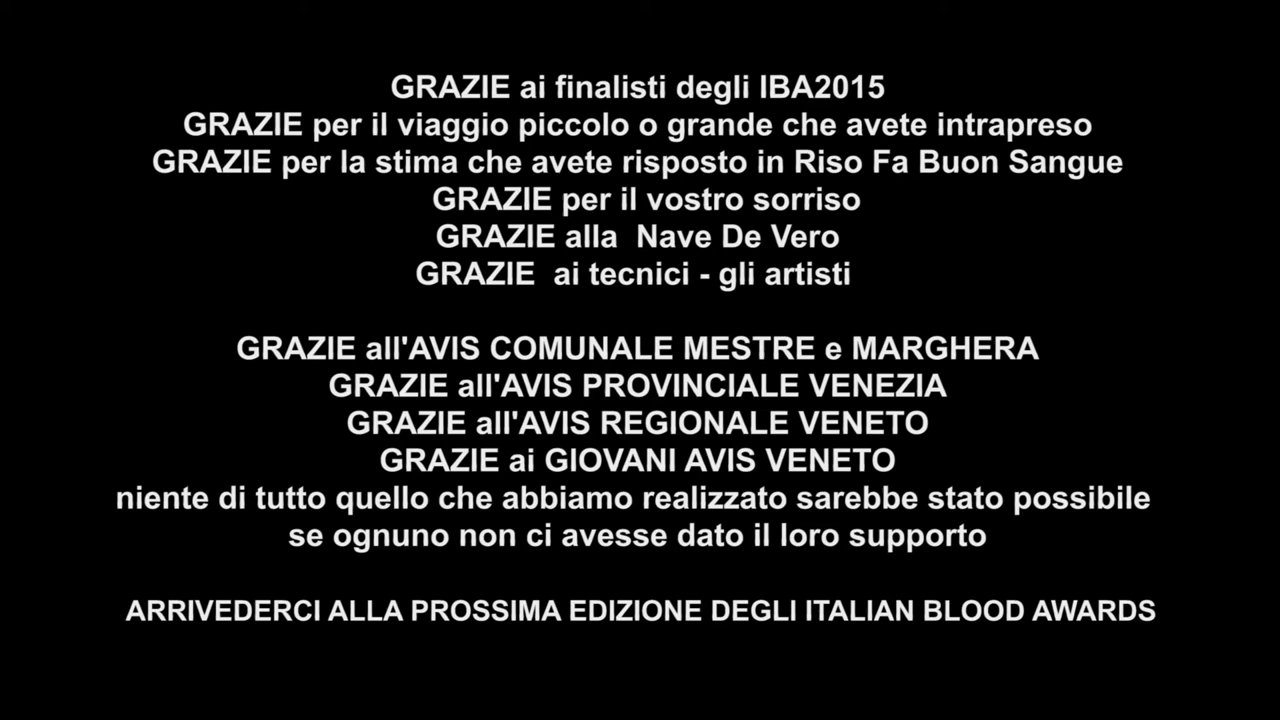 GRAZIE ai finalisti degli IBA2015
GRAZIE per il viaggio piccolo o grande che avete intrapreso
GRAZIE per la stima che avete risposto in Riso Fa Buon Sangue
GRAZIE per il vostro sorriso
GRAZIE alla  Nave De Vero
GRAZIE  ai tecnici - gli artisti
GRAZIE all'AVIS COMUNALE MESTRE e MARGHERA
GRAZIE all'AVIS PROVINCIALE VENEZIA
GRAZIE all'AVIS REGIONALE VENETO
GRAZIE ai GIOVANI AVIS VENETO
niente di tutto quello che abbiamo realizzato sarebbe stato possibile
se ognuno non ci avesse dato il loro supporto
ARRIVEDERCI ALLA PROSSIMA EDIZIONE DEGLI ITALIAN BLOOD AWARDS